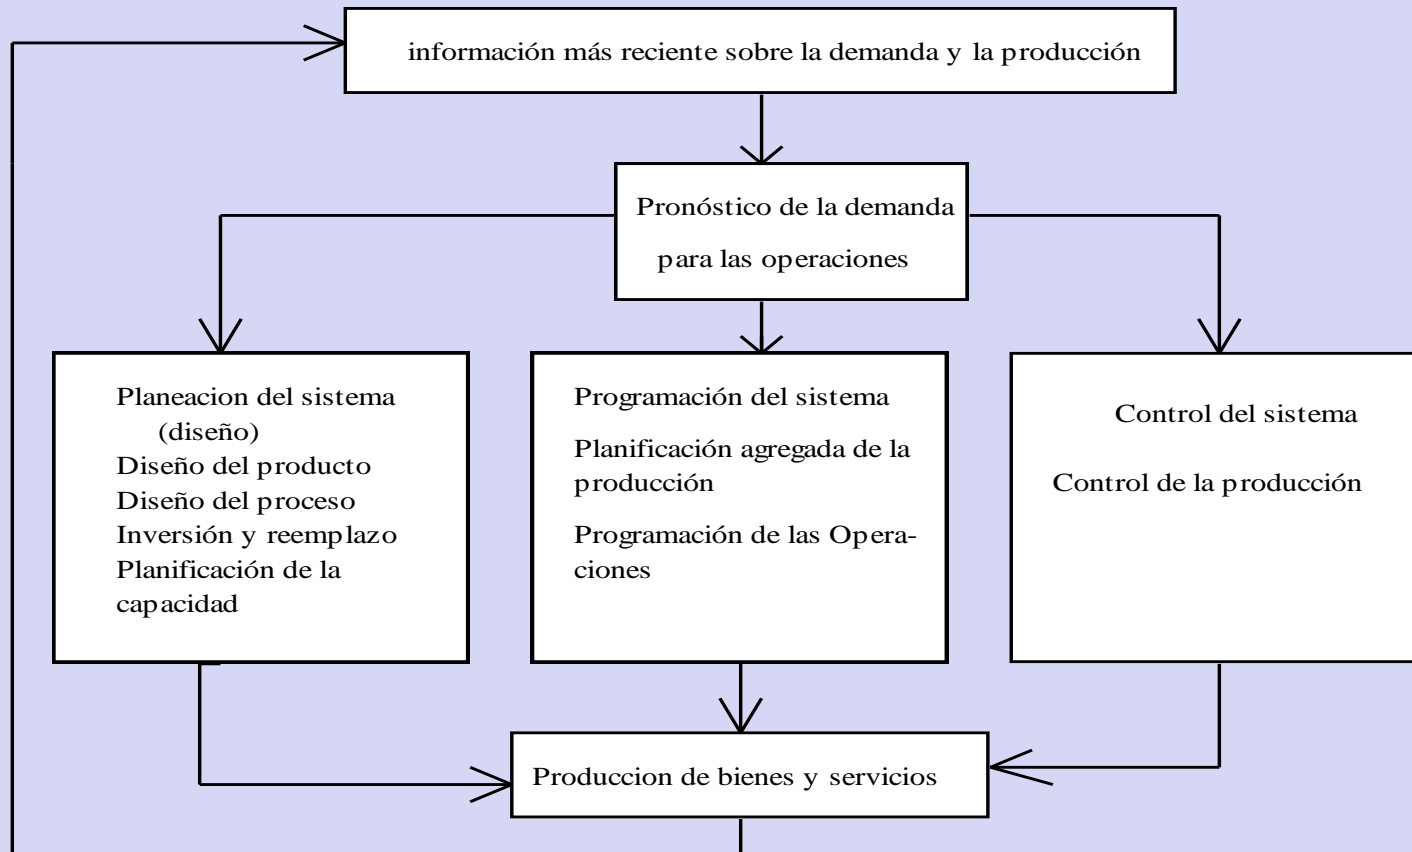 información más reciente sobre la demanda y la producción
Pronóstico de la demanda
para las operaciones
Planeacion del sistema
(diseño)
Diseño del producto
Diseño del proceso
Inversión y reemplazo
Planificación de la
capacidad
Programación del sistema
Planificación agregada de la
producción
Programación de las Opera-
ciones
Control del sistema
Control de la producción
Produccion de bienes y servicios